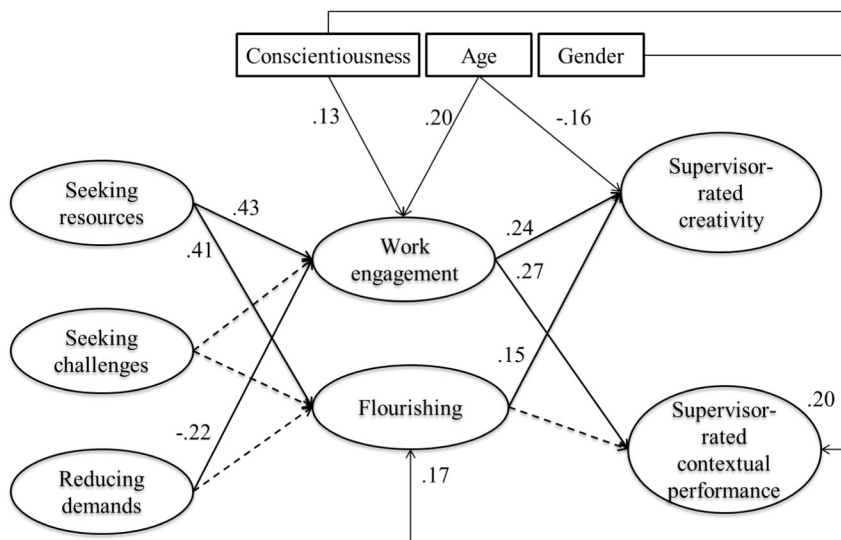 Conscientiousness
Age
Gender
.13
.20
-.16
Seeking
resources
.43
.41
Work
engagement
.24
.27
Supervisor-
rated
creativity
Seeking
challenges
.15
Flourishing
-.22
Reducing
demands
.17
Supervisor-
rated
contextual
performance
.20